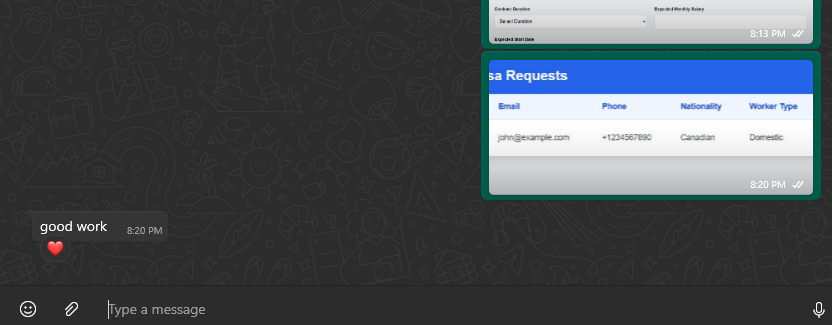 Contract Duration Expected Monthly Salary
Select Duration
Expected Start Date
8:13 PM
sa Requests
Email Phone Nationality Worker Type
john@example.com +1234567890 Canadian Domestic
8:20 PM
good work 8:20 PM
Type a message